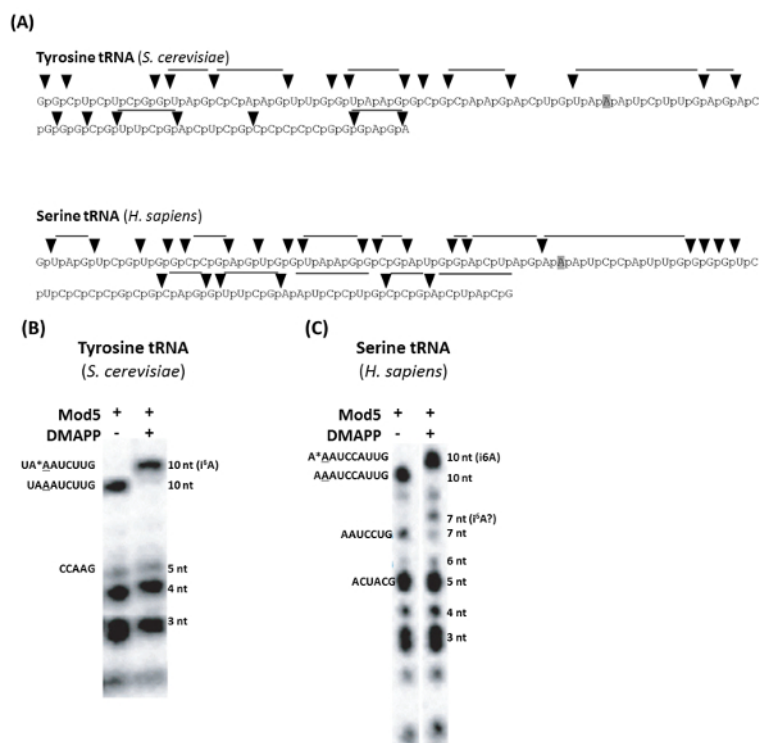 (A)
Tyrosine tRNA (S. cerevisiae)
GpGpCpUpCpUpCpGpGpUpApGpCpCpApApGpUpUpGpGpUpApApGpGpCpGpCpApApGpApCpUpGpUpApApApUpCpUpUpGpApGpApC
pGpGpGpCpGpUpUpCpGpApCpUpCpGpCpCpCpCpCpGpGpGpApGpA
Serine tRNA (H. sapiens)
GpUpApGpUpCpGpUpGpGpCpCpGpApGpUpGpGpUpApApGpGpCpGpApUpGpGpApCpUpApGpApApApUpCpCpApUpUpGpGpGpGpUpC
pUpCpCpCpCpGpCpGpCpApGpGpUpUpCpGpApApUpCpCpUpGpCpCpGpApCpUpApCpG
(B)
Tyrosine tRNA
(S. cerevisiae)
Mod5 + +
DMAPP - +
UA*AAUCUUG 10 nt (i⁶A)
UAAAUCUUG 10 nt
CCAAG 5 nt
4 nt
3 nt
(C)
Serine tRNA
(H. sapiens)
Mod5 + +
DMAPP - +
A*AAUCCAUUG 10 nt (i6A)
AAAUCCAUUG 10 nt
7 nt (i⁶A?)
AAUCCUG 7 nt
6 nt
ACUACG 5 nt
4 nt
3 nt